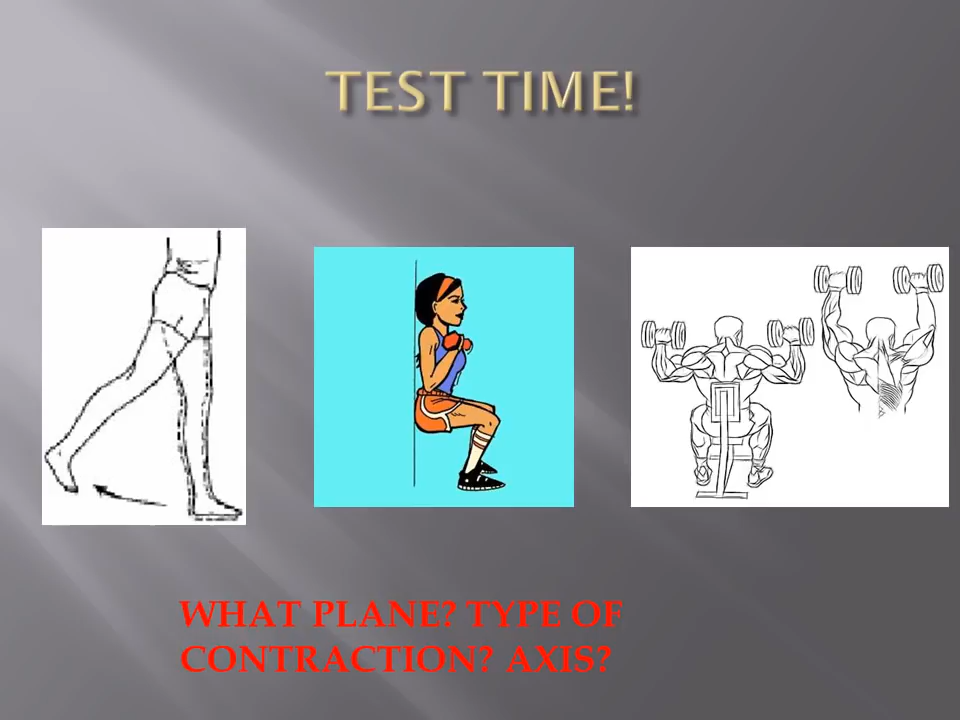 TEST TIME!
WHAT PLANE? TYPE OF
CONTRACTION? AXIS?